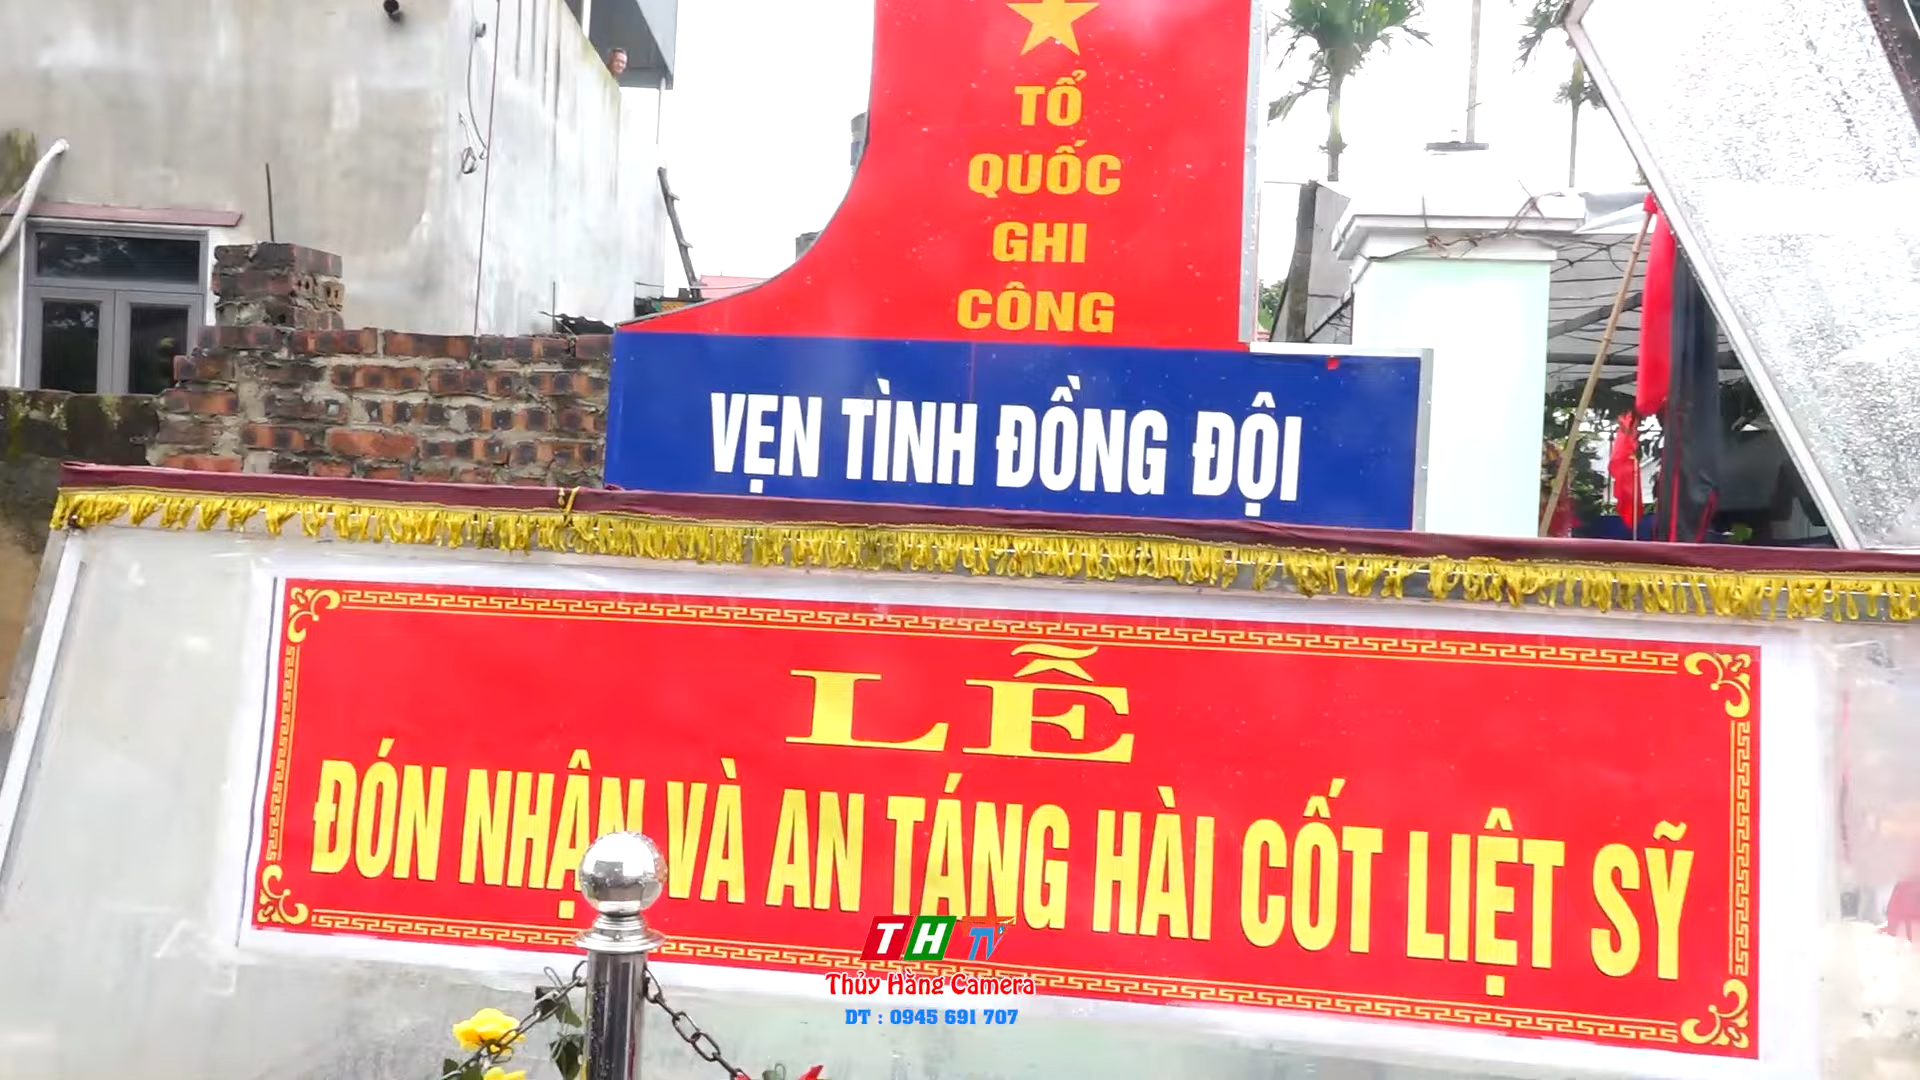 TỔ
QUỐC
GHI
CÔNG
VẸN TÌNH ĐỒNG ĐỘI
LỄ
ĐÓN NHẬN VÀ AN TÁNG HÀI CỐT LIỆT SỸ
THTV
Thủy Hằng Camera
DT : 0945 691 707